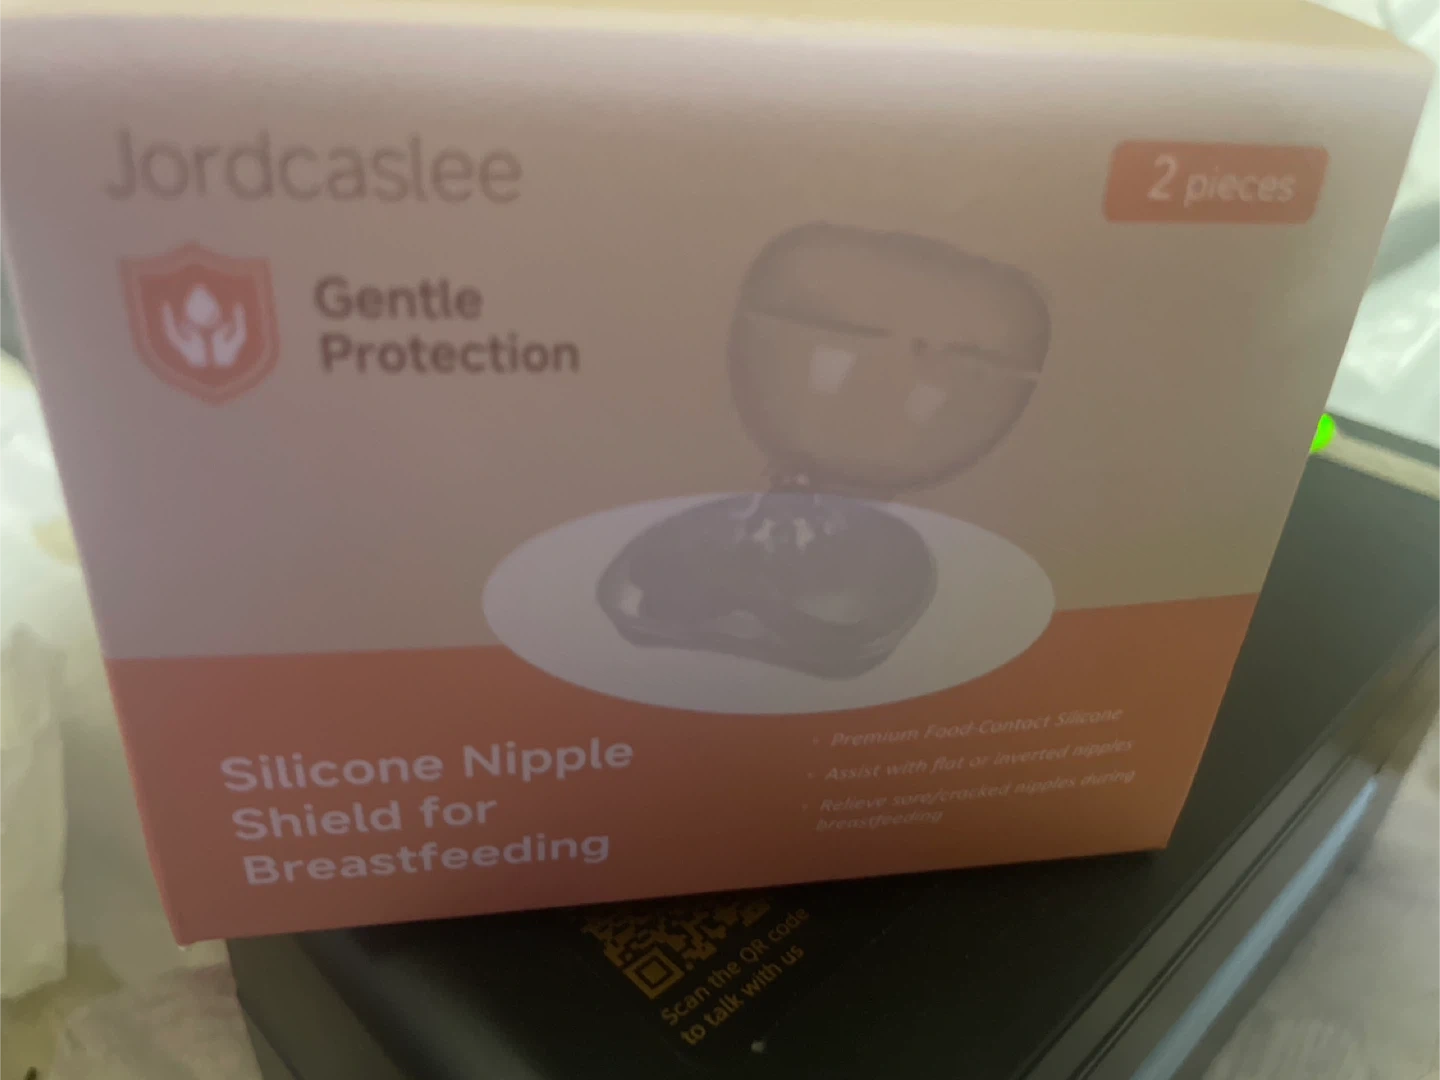 Jordcaslee
2 pieces
Gentle
Protection
Silicone Nipple
Shield for
Breastfeeding
Premium Food-Contact Silicone
Assist with flat or inverted nipples
Relieve sore/cracked nipples during
breastfeeding
Scan the QR code
to talk with us